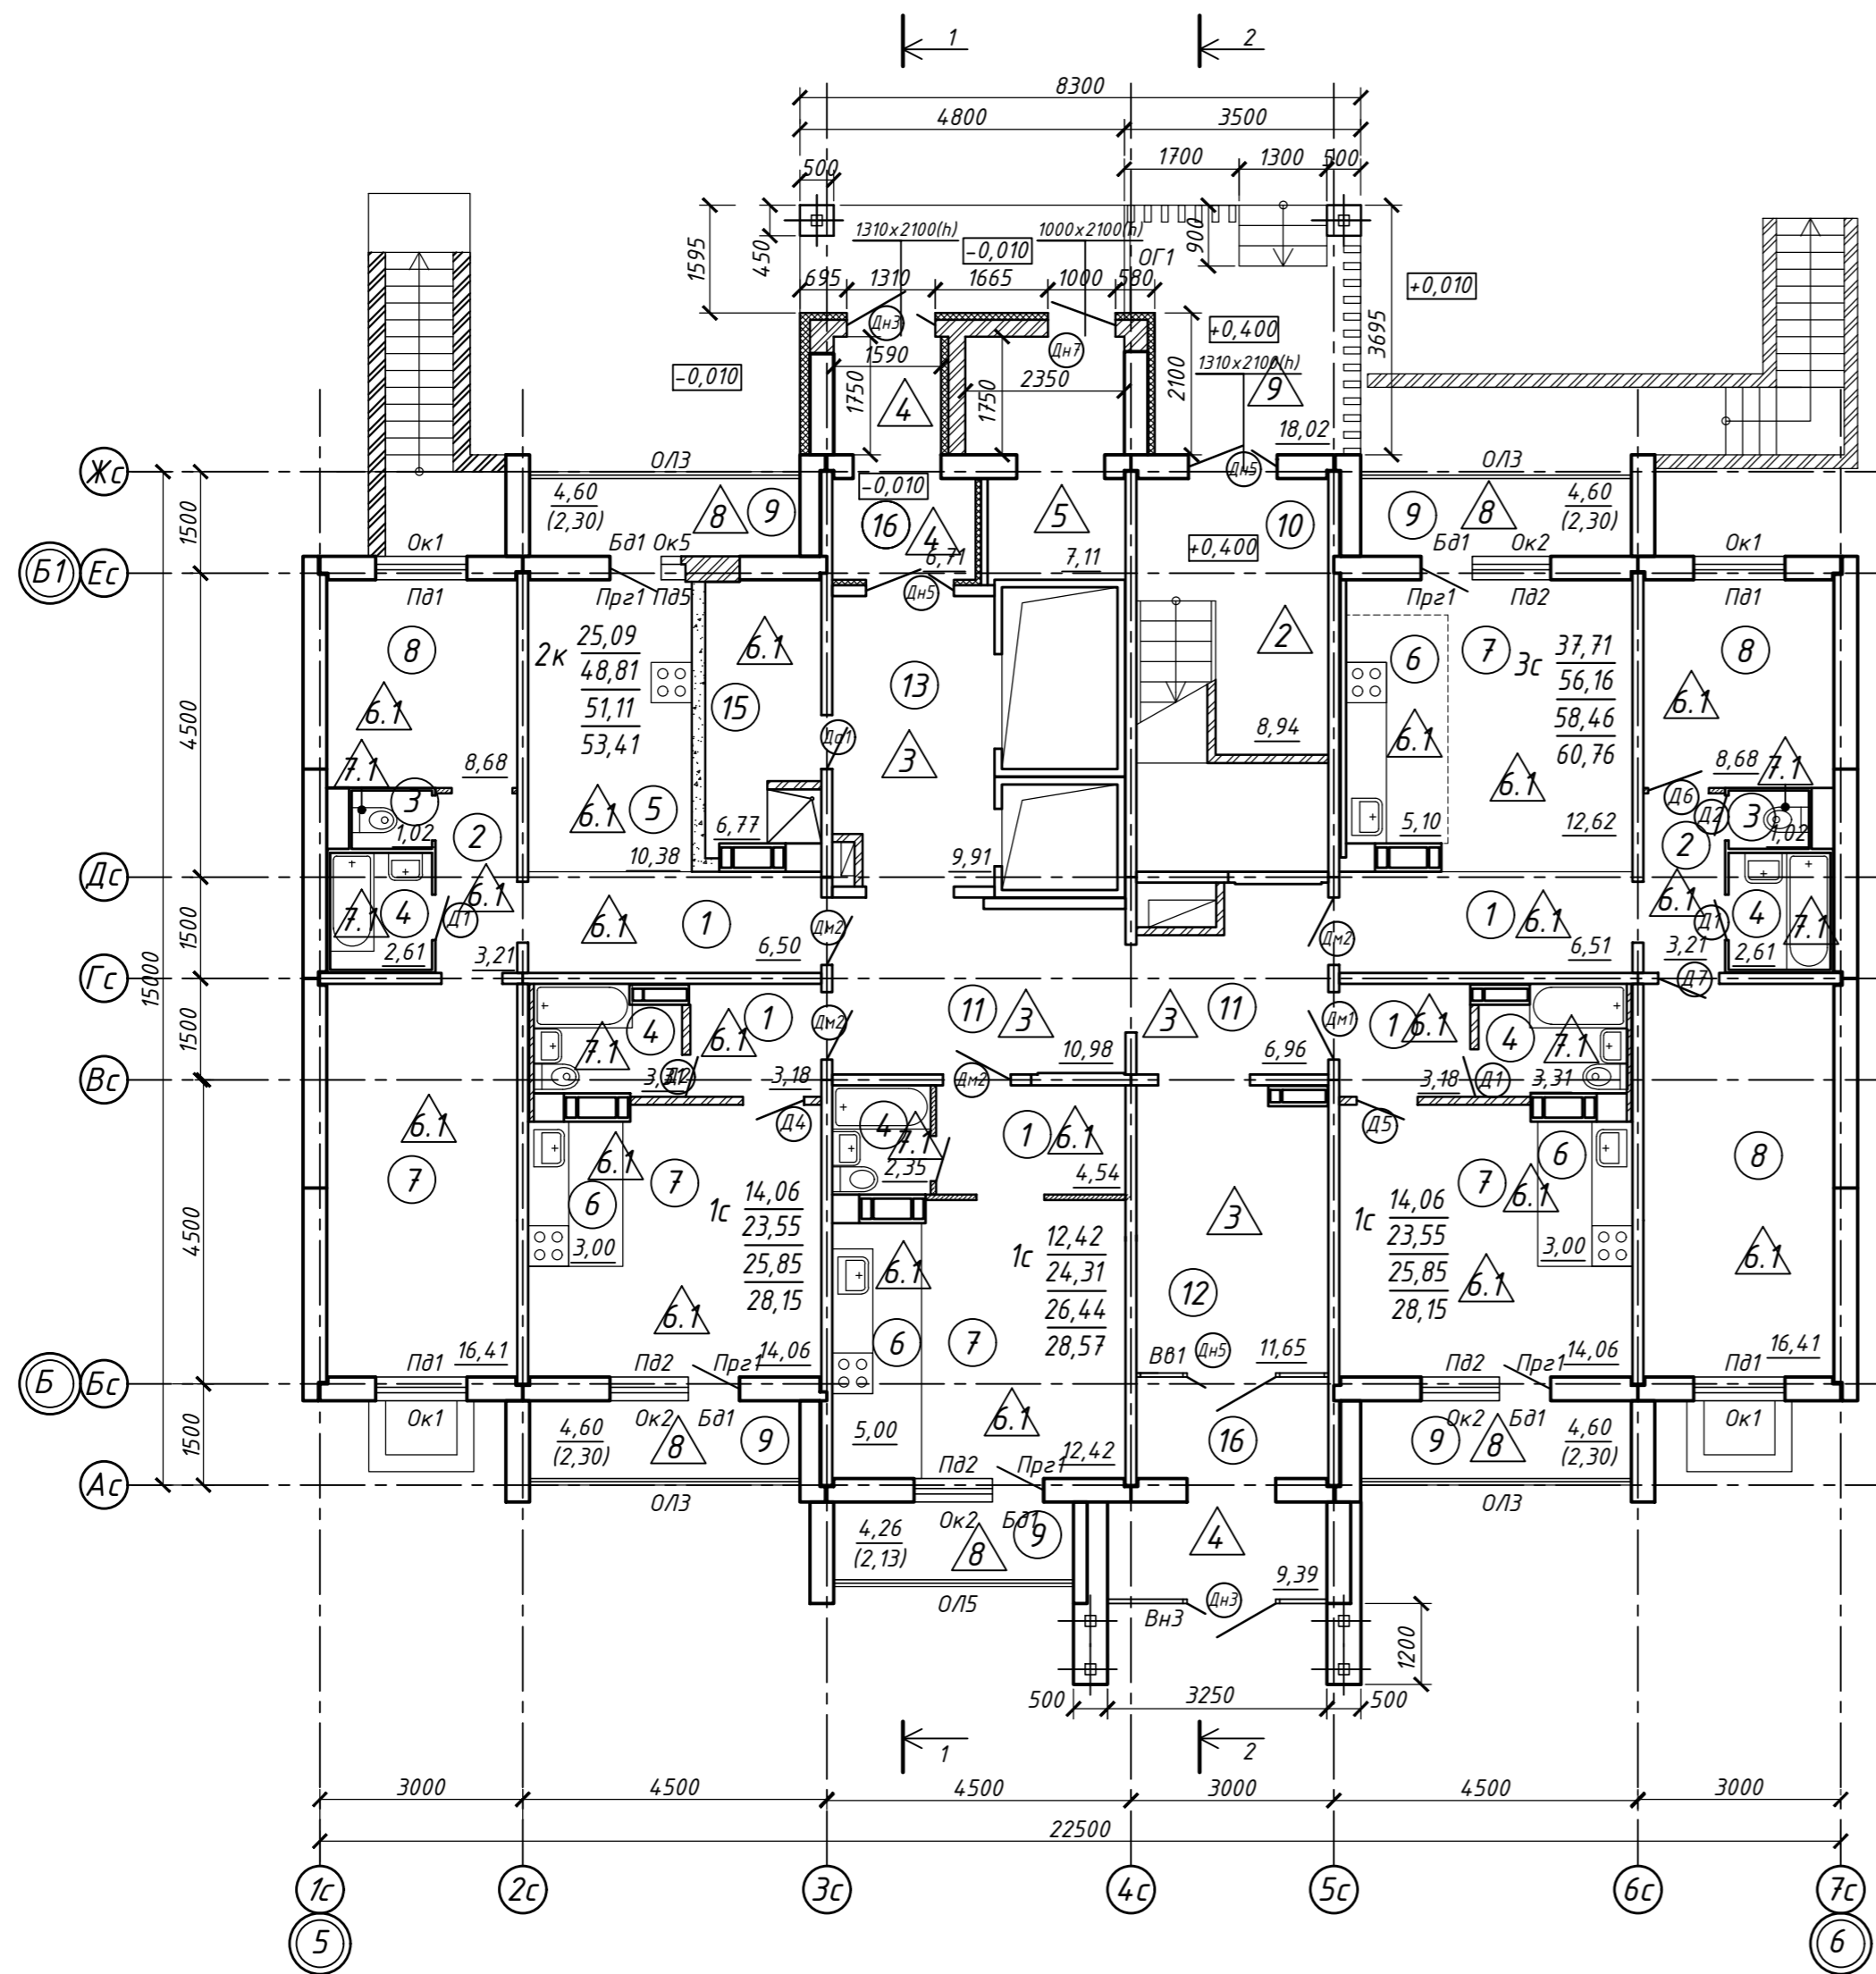 1 2
8300
4800 3500
1700 1300 500
500
1595 450 1310x2100(h) 1000x2100(h) 900
-0,010 ОГ1
695 1310 1665 1000 580 +0,010
Дн3 +0,400 3695
1590 Дн7 2100 1310x2100(h)
-0,010 1750 4 1750 2350 9
18,02
Жс ОЛ3 Дн5 ОЛ3
-0,010
4,60 8 9 16 4 5 10 9 8 4,60
(2,30) (2,30)
1500 Ок1 Бд1 Ок5 6,71 7,11 +0,400 Бд1 Ок2 Ок1
Б1 Ес
Пд1 Прг1 Пд5 Дн5 Прг1 Пд2 Пд1
8 2к 25,09 6.1 2 6 7 3с 37,71 8
48,81 56,16
51,11 58,46
53,41 60,76
4500 6.1 15 13 6.1 6.1
7.1 8,68 Дд1 3 8,94 6.1 8,68 7.1
3 6.1 5 Д6 Д2 3
1,02 2 6,77 5,10 12,62 2 1,02
10,38 9,91
Дс
7.1 4 Д1 6.1 6.1 1 Дм2 Дм2 1 6.1 6.1 Д1 4 7.1
1500 2,61 3,21 6,50 6,51 3,21 2,61
15000
Гс Д7
4 1 Дм2 11 3 3 11 Дм1 1 6.1 4
1500 7.1 6.1 7.1
3,31 Д2 3,18 10,98 6,96 3,18 Д1 3,31
Вс Дм2
6.1 Д4 4 7.1 1 6.1 Д5
7 6.1 7 2,35 4,54 7 6.1 6 8
6 1с 14,06 3 1с 14,06
23,55 23,55
4500 3,00 25,85 6.1 1с 12,42 25,85 3,00
28,15 24,31 28,15
26,44
28,57
6.1 12 6.1 6.1
6 7
16,41 14,06 Вв1 Дн5 11,65 14,06 16,41
Пд1 Пд2 Прг1 Пд2 Прг1 Пд1
Б Бс
Ок1 Ок2 Бд1 6.1 Ок2 Бд1 Ок1
1500 4,60 8 9 5,00 16 9 8 4,60
(2,30) (2,30)
Пд2 Прг1 12,42
Ас
ОЛ3 ОЛ3
4,26 Ок2 Бд1 9 4
(2,13) 8
9,39
ОЛ5 Вн3 Дн3
1200
500 3250 500
1 2
3000 4500 4500 3000 4500 3000
22500
1с 2с 3с 4с 5с 6с 7с
5 6